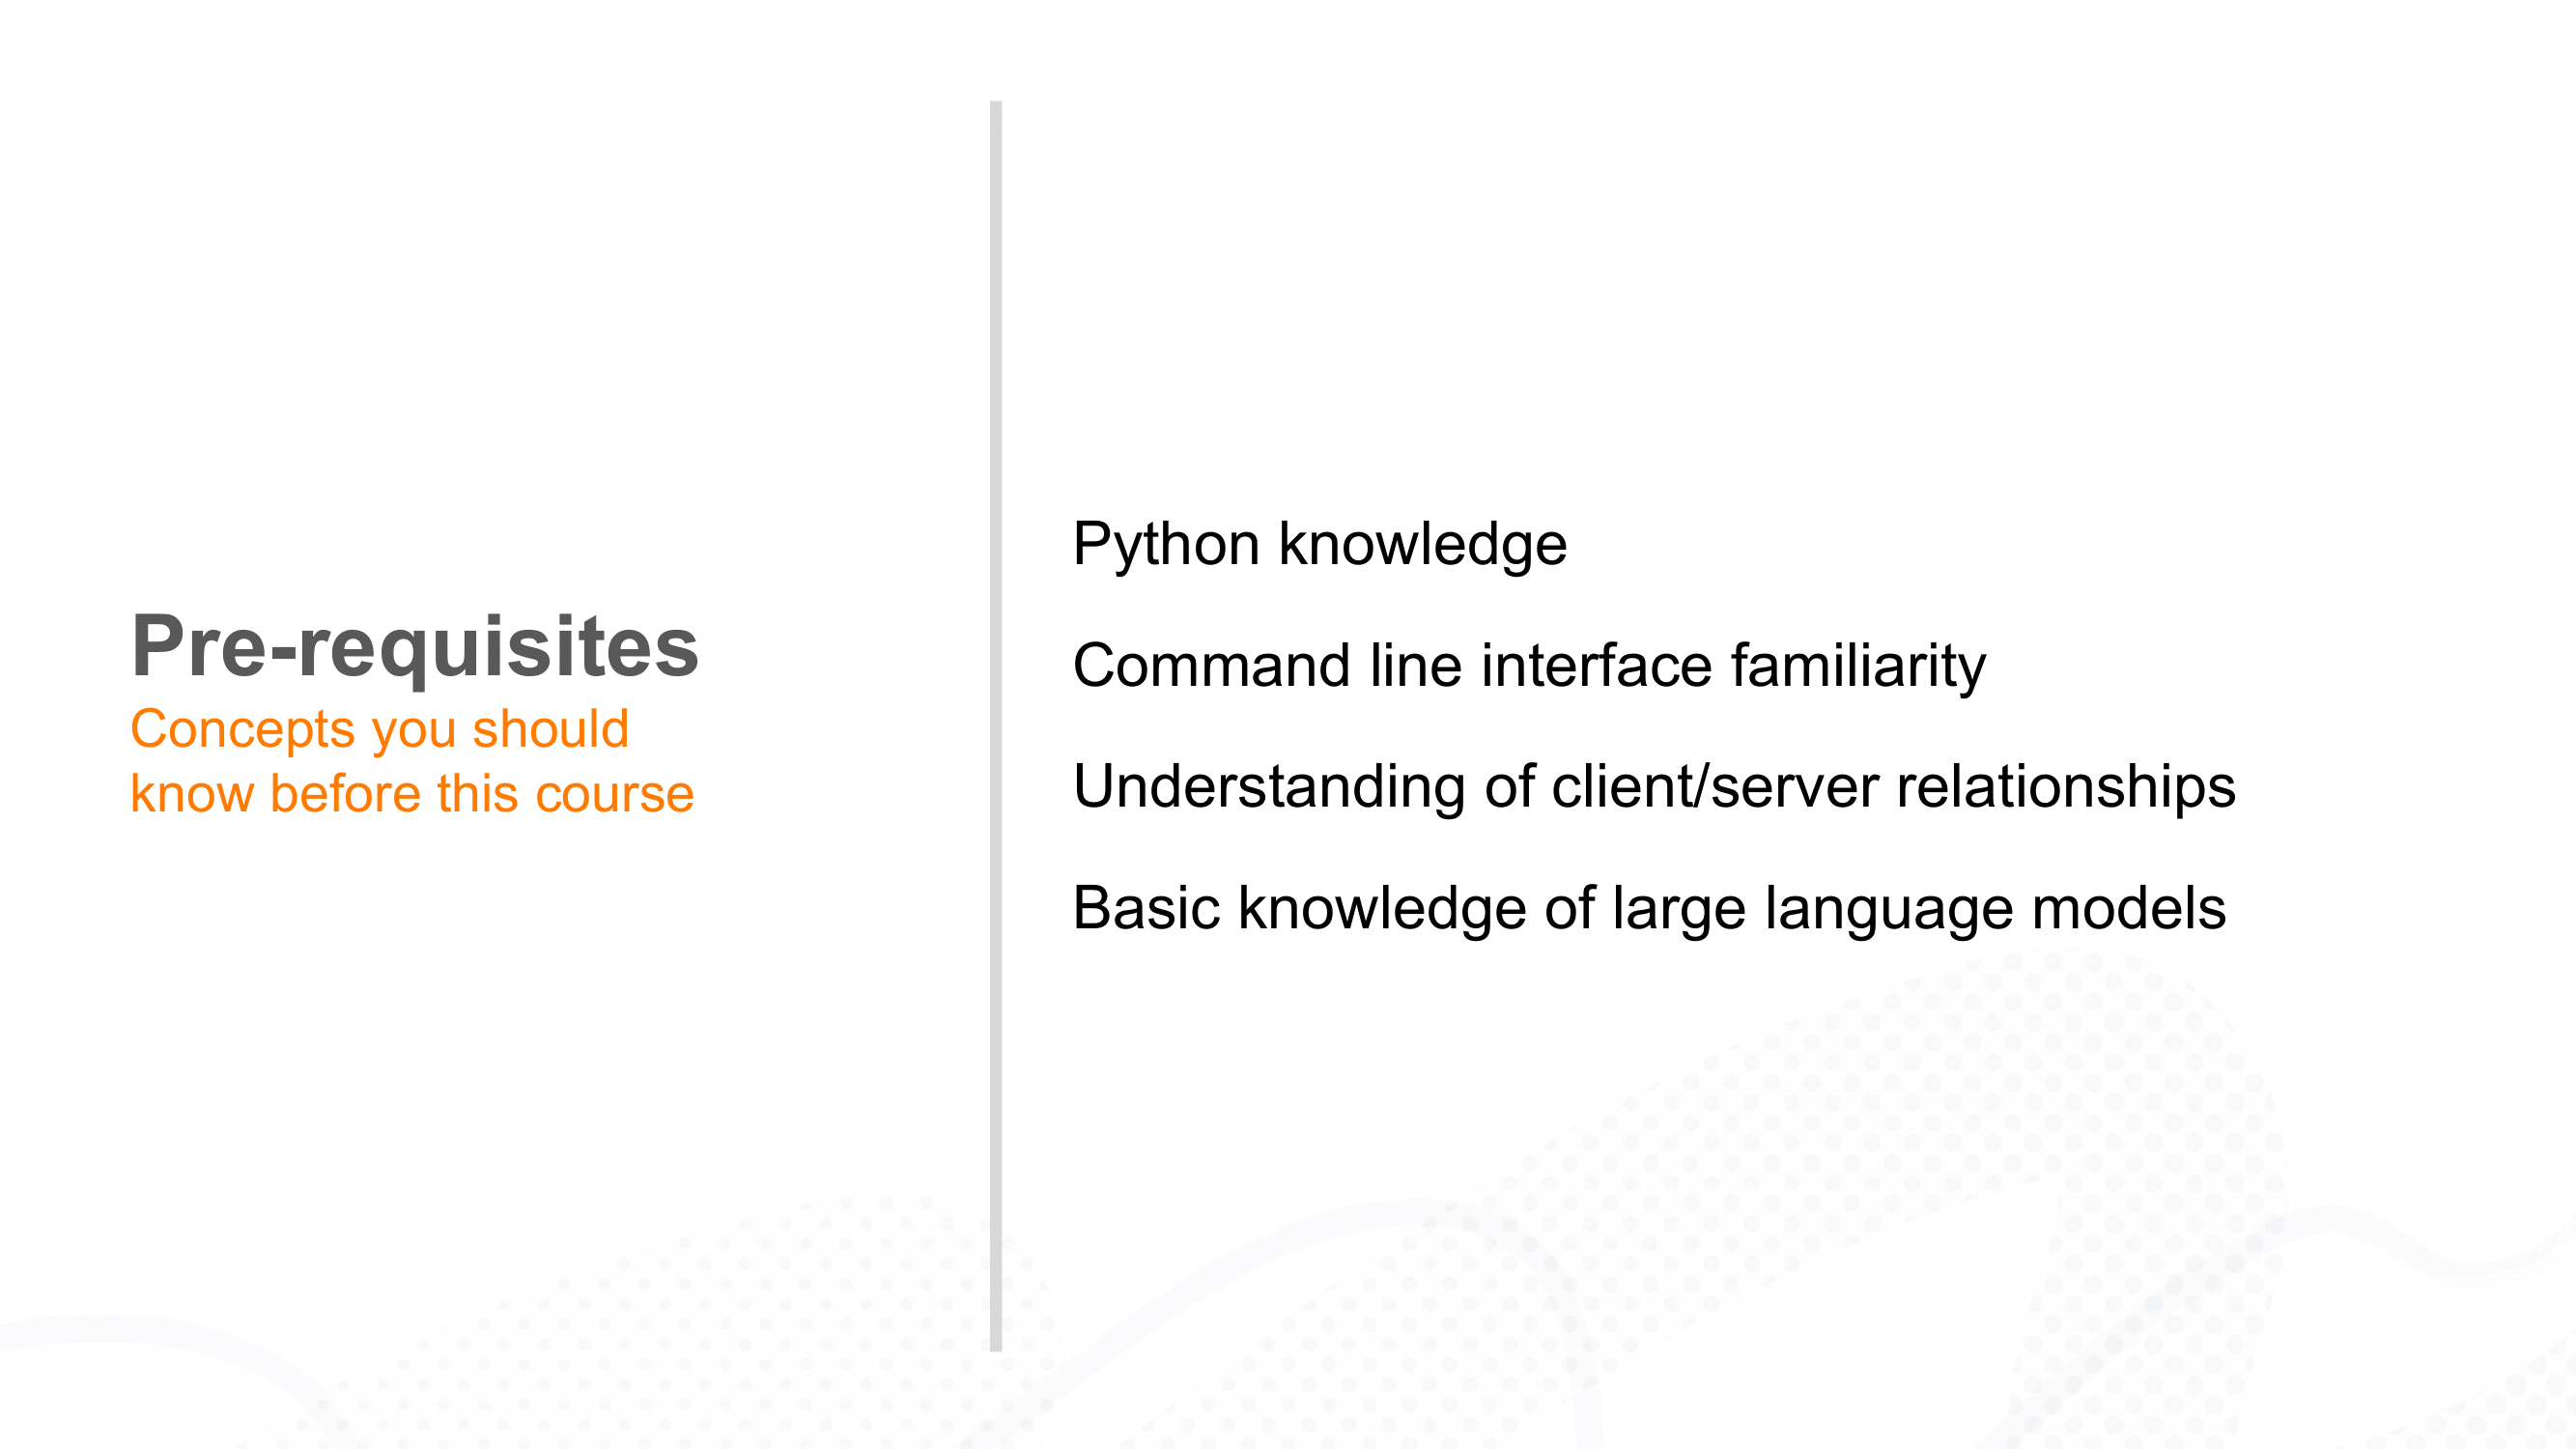 Pre-requisites
Concepts you should
know before this course
Python knowledge
Command line interface familiarity
Understanding of client/server relationships
Basic knowledge of large language models